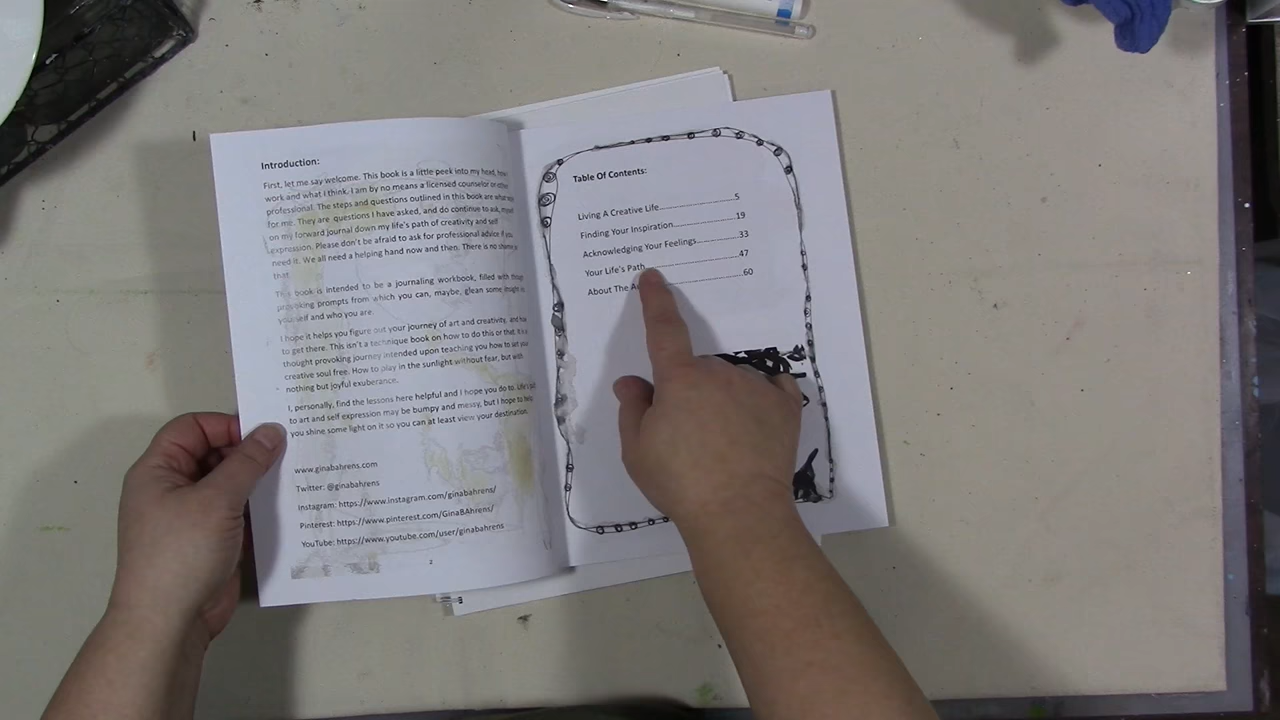 Introduction:
First, let me say welcome. This book is a little peek into my head, how
work and what I think. I am by no means a licensed counselor or other
professional. The steps and questions outlined in this book are what
for me. They are questions I have asked, and do continue to ask, myself
on my forward journal down my life's path of creativity and self
expression. Please don't be afraid to ask for professional advice if you
need it. We all need a helping hand now and then. There is no shame in
that.
This book is intended to be a journaling workbook, filled with though
provoking prompts from which you can, maybe, glean some insight
yourself and who you are.
I hope it helps you figure out your journey of art and creativity, and how
to get there. This isn't a technique book on how to do this or that. It is a
thought provoking journey intended upon teaching you how to set your
creative soul free. How to play in the sunlight without fear, but with
nothing but joyful exuberance.
I, personally, find the lessons here helpful and I hope you do to. Life's
to art and self expression may be bumpy and messy, but I hope to help
you shine some light on it so you can at least view your destination.
www.ginabahrens.com
Twitter: @ginabahrens
Instagram: https://www.instagram.com/ginabahrens/
Pinterest: https://www.pinterest.com/GinaBAhrens/
YouTube: https://www.youtube.com/user/ginabahrens
2
Table Of Contents:
Living A Creative Life 5
Finding Your Inspiration 19
Acknowledging Your Feelings 33
Your Life's Path 47
About The 60